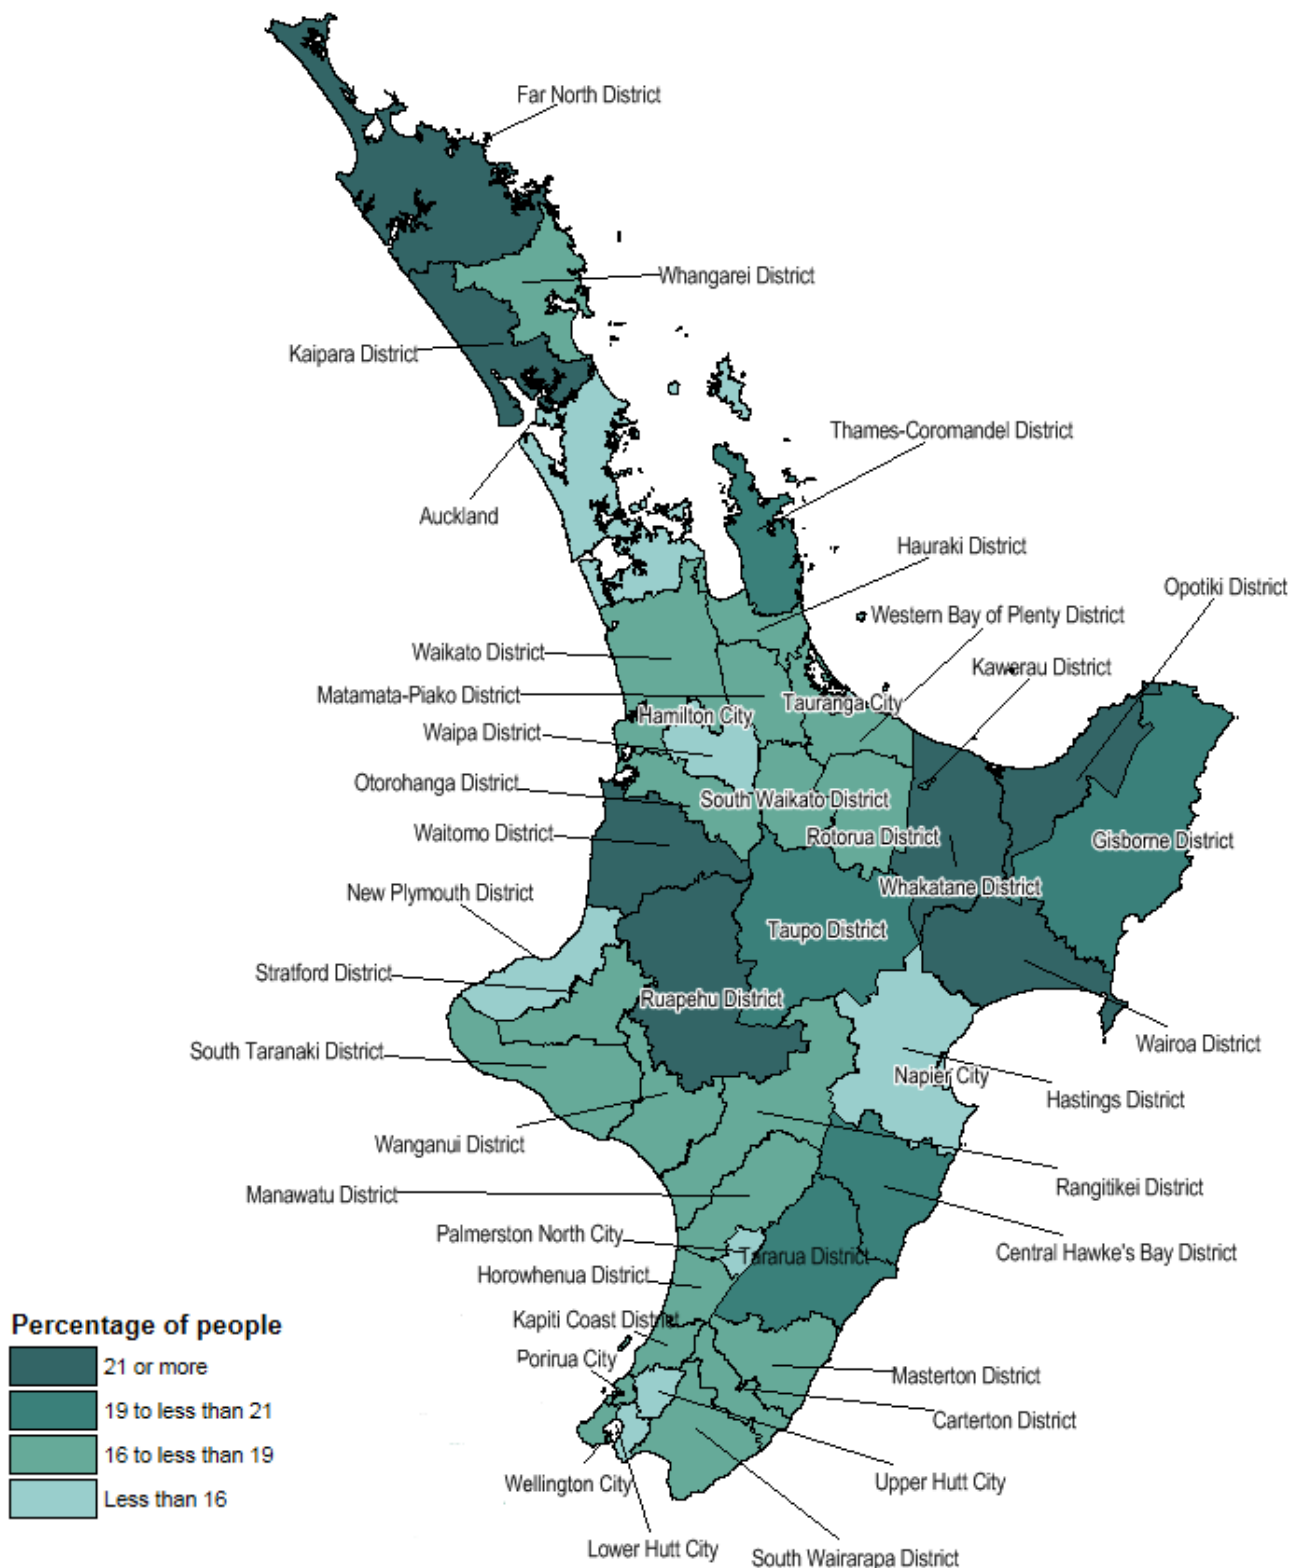 Far North District
Whangarei District
Kaipara District
Thames-Coromandel District
Auckland
Hauraki District
Opotiki District
Western Bay of Plenty District
Waikato District
Kawerau District
Matamata-Piako District
Tauranga City
Hamilton City
Waipa District
Otorohanga District
South Waikato District
Waitomo District
Rotorua District
Gisborne District
New Plymouth District
Whakatane District
Taupo District
Stratford District
Ruapehu District
South Taranaki District
Wairoa District
Napier City
Hastings District
Wanganui District
Rangitikei District
Manawatu District
Palmerston North City
Tararua District
Central Hawke's Bay District
Horowhenua District
Kapiti Coast District
Porirua City
Masterton District
Carterton District
Wellington City
Upper Hutt City
Lower Hutt City
South Wairarapa District
Percentage of people
21 or more
19 to less than 21
16 to less than 19
Less than 16